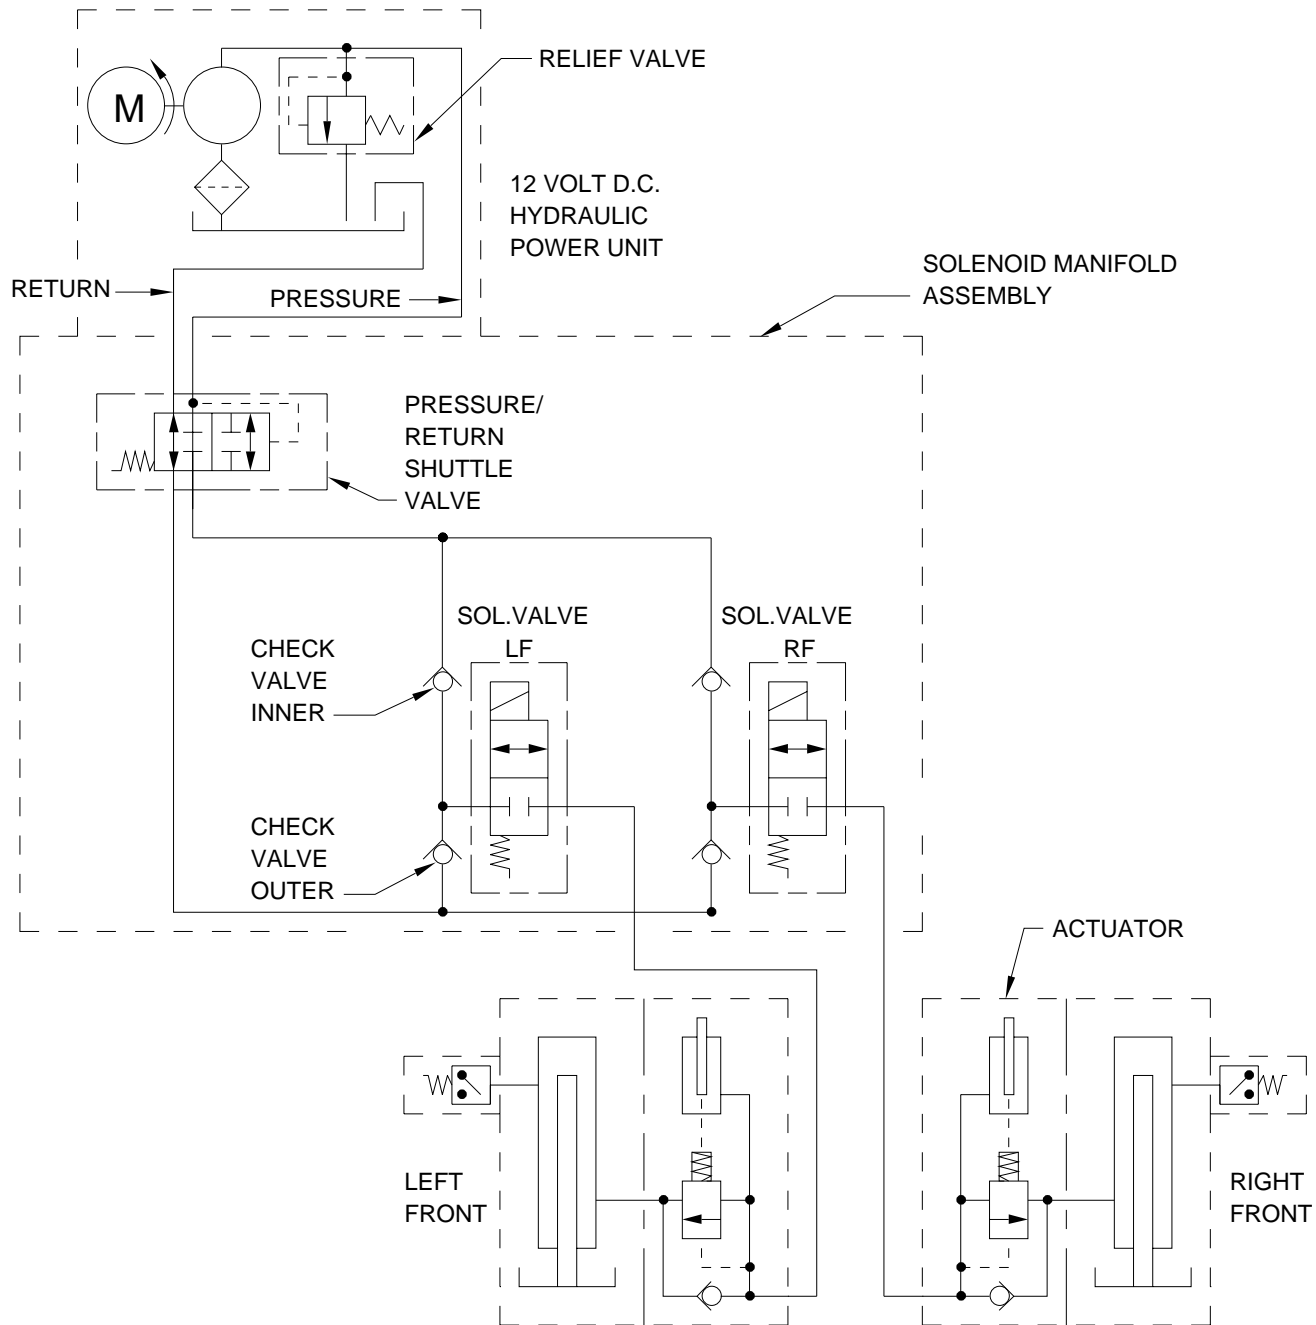 RELIEF VALVE
M
12 VOLT D.C.
HYDRAULIC
POWER UNIT
SOLENOID MANIFOLD
ASSEMBLY
RETURN
PRESSURE
PRESSURE/
RETURN
SHUTTLE
VALVE
SOL.VALVE
LF
SOL.VALVE
RF
CHECK
VALVE
INNER
CHECK
VALVE
OUTER
ACTUATOR
LEFT
FRONT
RIGHT
FRONT